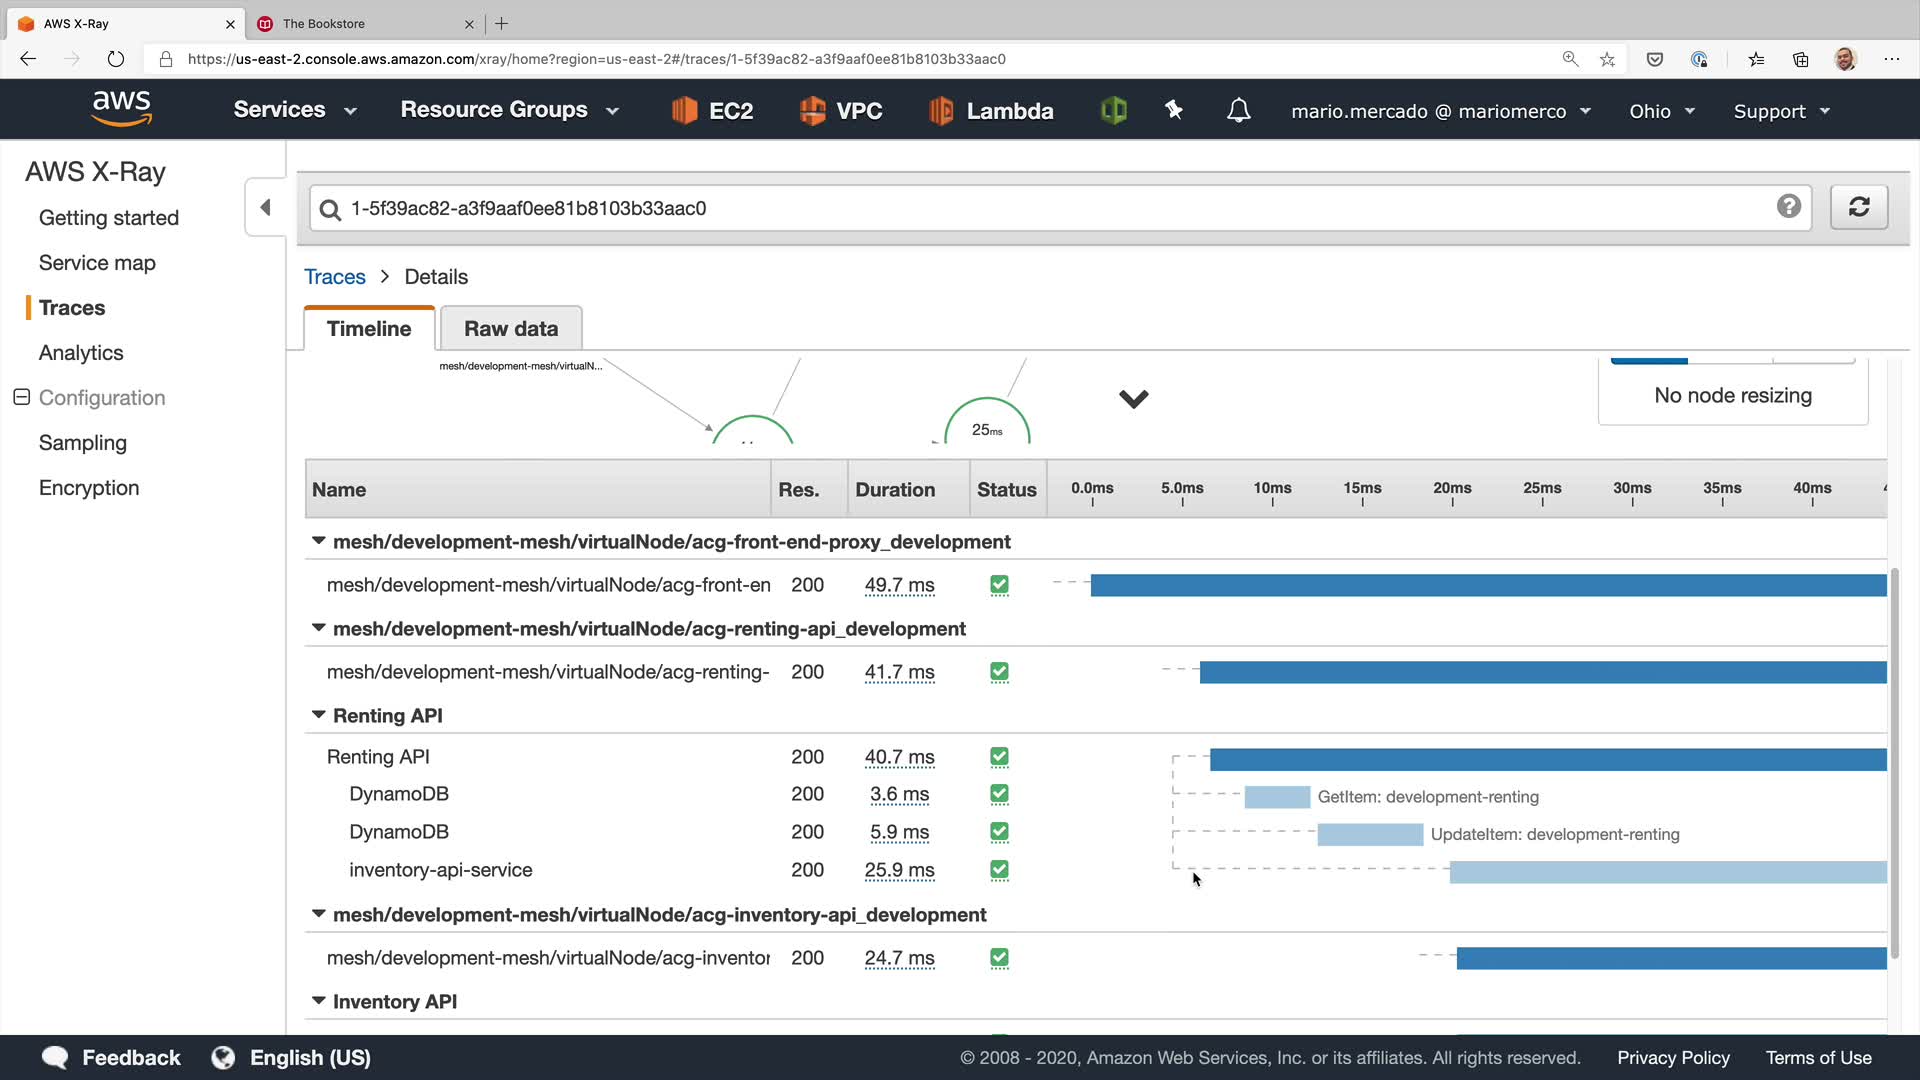 AWS X-Ray
The Bookstore
https://us-east-2.console.aws.amazon.com/xray/home?region=us-east-2#/traces/1-5f39ac82-a3f9aaf0ee81b8103b33aac0
aws
Services
Resource Groups
EC2
VPC
Lambda
mario.mercado @ mariomerco
Ohio
Support
AWS X-Ray
Getting started
Service map
Traces
Analytics
Configuration
Sampling
Encryption
1-5f39ac82-a3f9aaf0ee81b8103b33aac0
Traces > Details
Timeline
Raw data
mesh/development-mesh/virtualN...
25ms
No node resizing
Name Res. Duration Status 0.0ms 5.0ms 10ms 15ms 20ms 25ms 30ms 35ms 40ms
mesh/development-mesh/virtualNode/acg-front-end-proxy_development
mesh/development-mesh/virtualNode/acg-front-en 200 49.7 ms
mesh/development-mesh/virtualNode/acg-renting-api_development
mesh/development-mesh/virtualNode/acg-renting- 200 41.7 ms
Renting API
Renting API 200 40.7 ms
DynamoDB 200 3.6 ms GetItem: development-renting
DynamoDB 200 5.9 ms UpdateItem: development-renting
inventory-api-service 200 25.9 ms
mesh/development-mesh/virtualNode/acg-inventory-api_development
mesh/development-mesh/virtualNode/acg-inventor 200 24.7 ms
Inventory API
Feedback
English (US)
© 2008 - 2020, Amazon Web Services, Inc. or its affiliates. All rights reserved.
Privacy Policy
Terms of Use